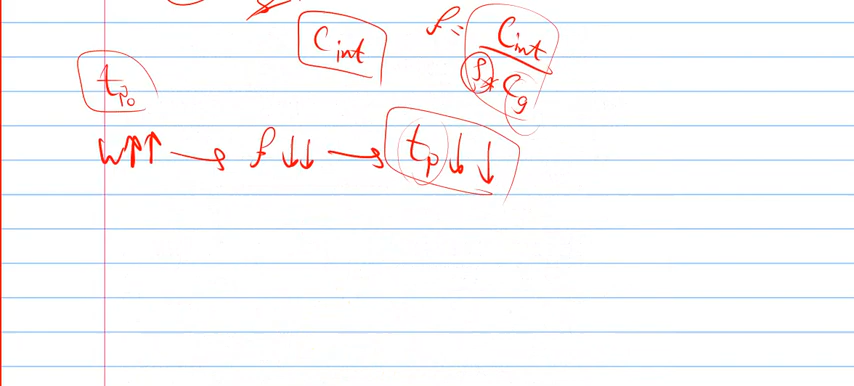 C_int f = C_int / (γ * C_g)
t_p0
W↑↑ → f ↓↓ → t_p ↓↓